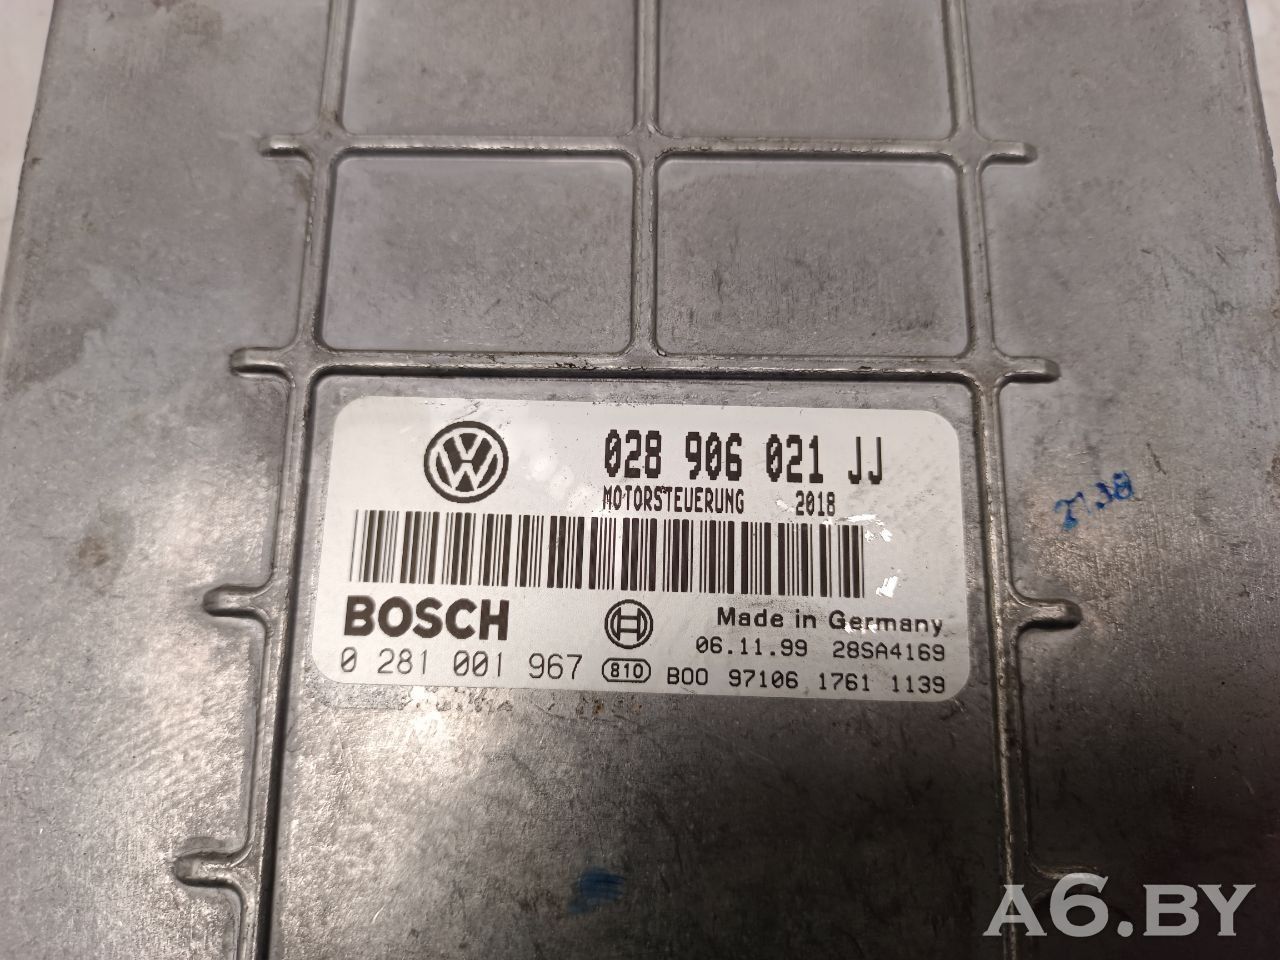 028 906 021 JJ
MOTORSTEUERUNG 2018
BOSCH
Made in Germany
06.11.99 28SA4169
0 281 001 967 810 B00 97106 1761 1139
A6.BY